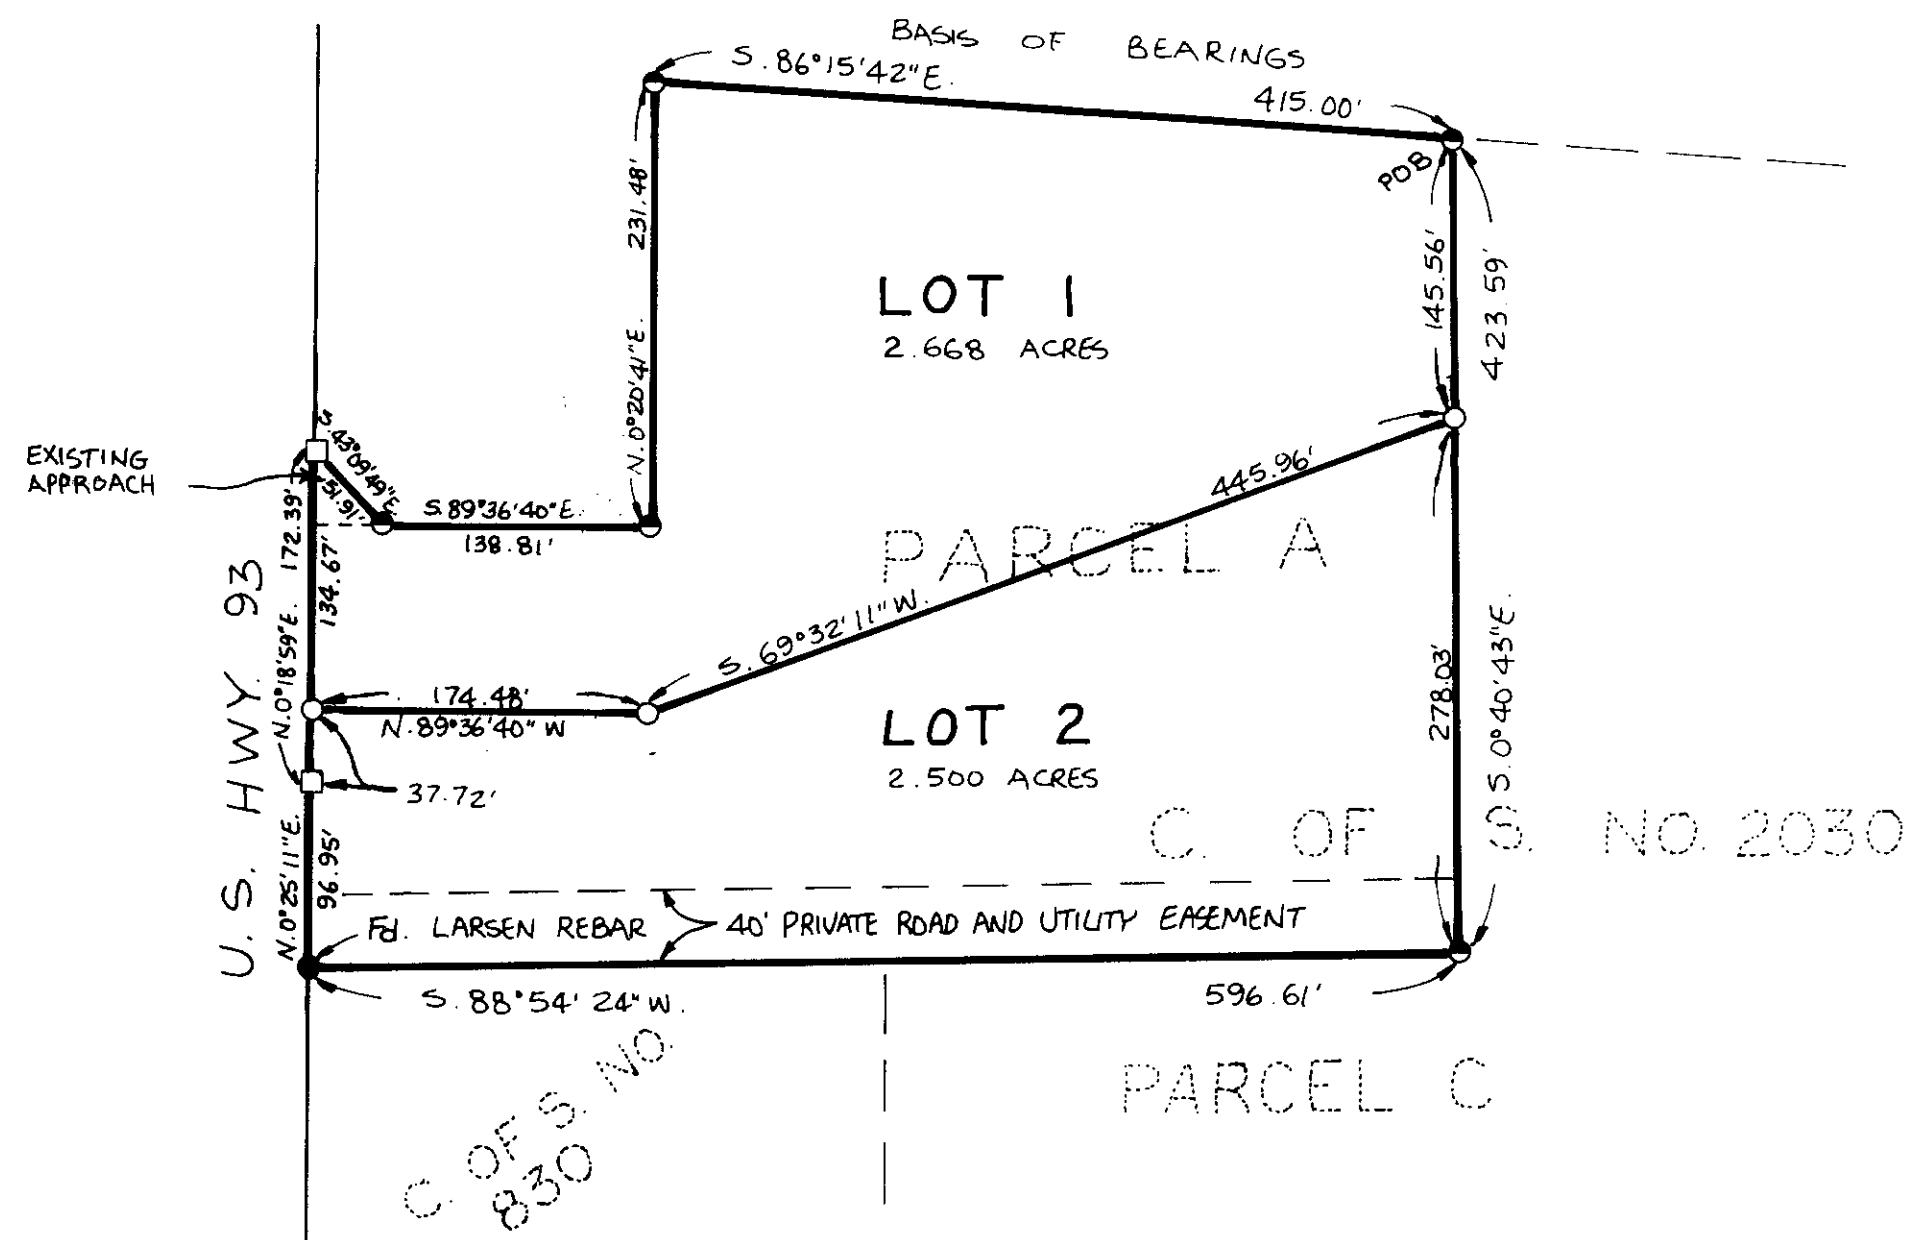 BASIS OF BEARINGS
S. 86°15'42"E.
415.00'
POB
231.48'
N. 0°20'41"E.
145.56'
423.59'
LOT 1
2.668 ACRES
EXISTING
APPROACH
S. 43°09'49"E.
51.91'
S. 89°36'40"E.
138.81'
172.39'
N. 0°18'59"E.
134.67'
445.96'
S. 69°32'11"W.
PARCEL A
174.48'
N. 89°36'40" W
37.72'
LOT 2
2.500 ACRES
278.03'
S. 0°40'43"E.
U.S. HWY. 93
N. 0°25'11"E.
96.95'
C. OF S. NO. 2030
Fd. LARSEN REBAR
40' PRIVATE ROAD AND UTILITY EASEMENT
S. 88°54'24"W.
596.61'
C. OF S. NO.
830
PARCEL C